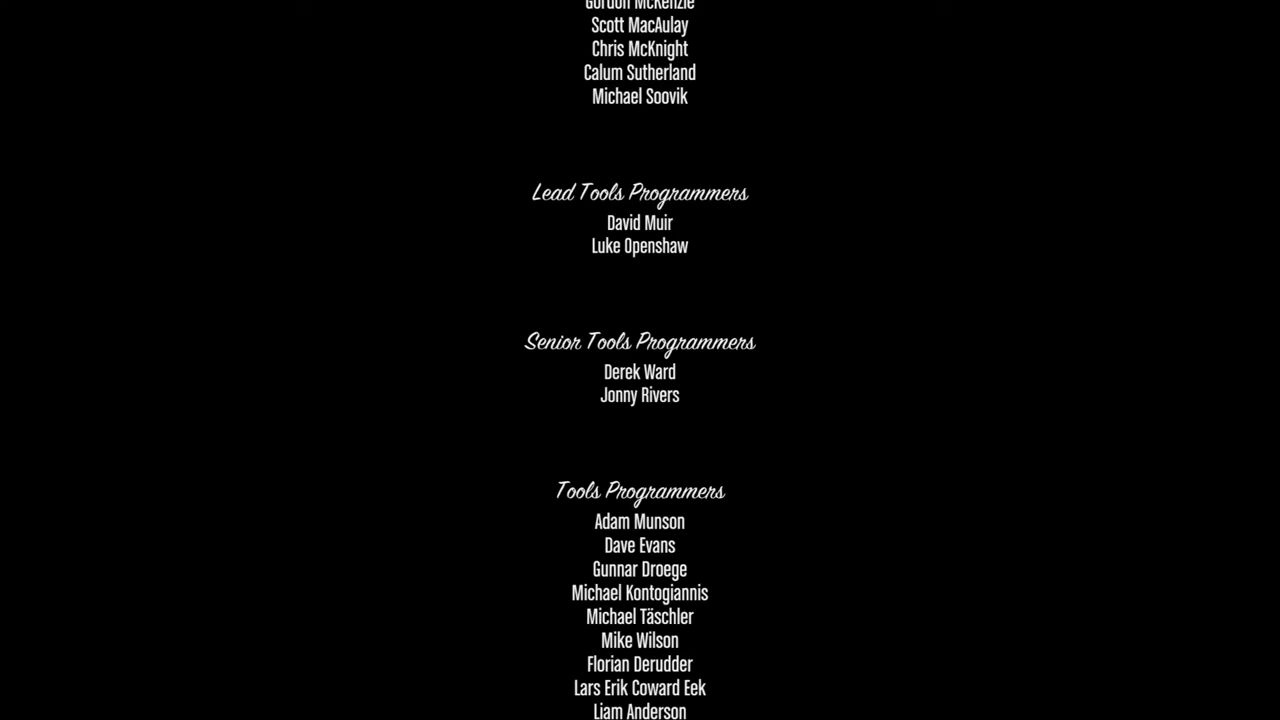 Gordon McKenzie
Scott MacAulay
Chris McKnight
Calum Sutherland
Michael Soovik
Lead Tools Programmers
David Muir
Luke Openshaw
Senior Tools Programmers
Derek Ward
Jonny Rivers
Tools Programmers
Adam Munson
Dave Evans
Gunnar Droege
Michael Kontogiannis
Michael Täschler
Mike Wilson
Florian Derudder
Lars Erik Coward Eek
Liam Anderson